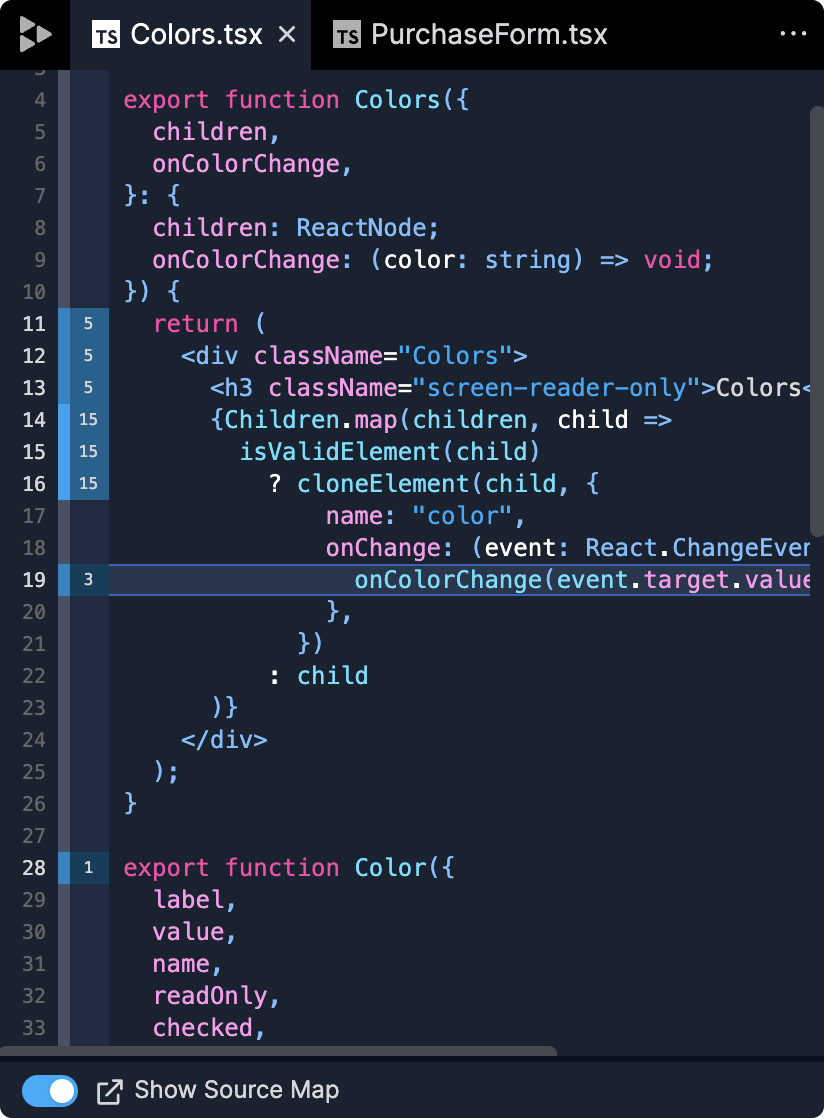 TS Colors.tsx × TS PurchaseForm.tsx ...
4 export function Colors({
5 children,
6 onColorChange,
7 }: {
8 children: ReactNode;
9 onColorChange: (color: string) => void;
10 }) {
11 5 return (
12 5 <div className="Colors">
13 5 <h3 className="screen-reader-only">Colors<
14 15 {Children.map(children, child =>
15 15 isValidElement(child)
16 15 ? cloneElement(child, {
17 name: "color",
18 onChange: (event: React.ChangeEven
19 3 onColorChange(event.target.value
20 },
21 })
22 : child
23 )}
24 </div>
25 );
26 }
27
28 1 export function Color({
29 label,
30 value,
31 name,
32 readOnly,
33 checked,
Show Source Map